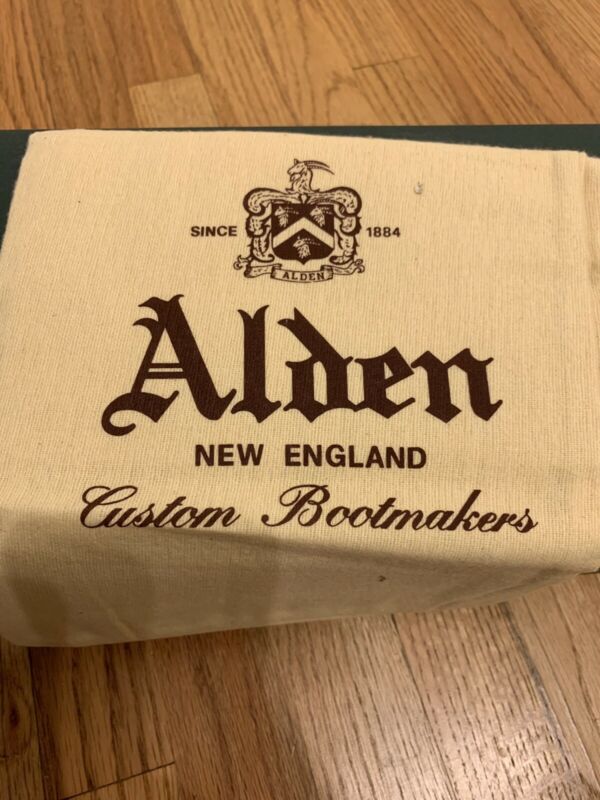 SINCE 1884
ALDEN
Alden
NEW ENGLAND
Custom Bootmakers